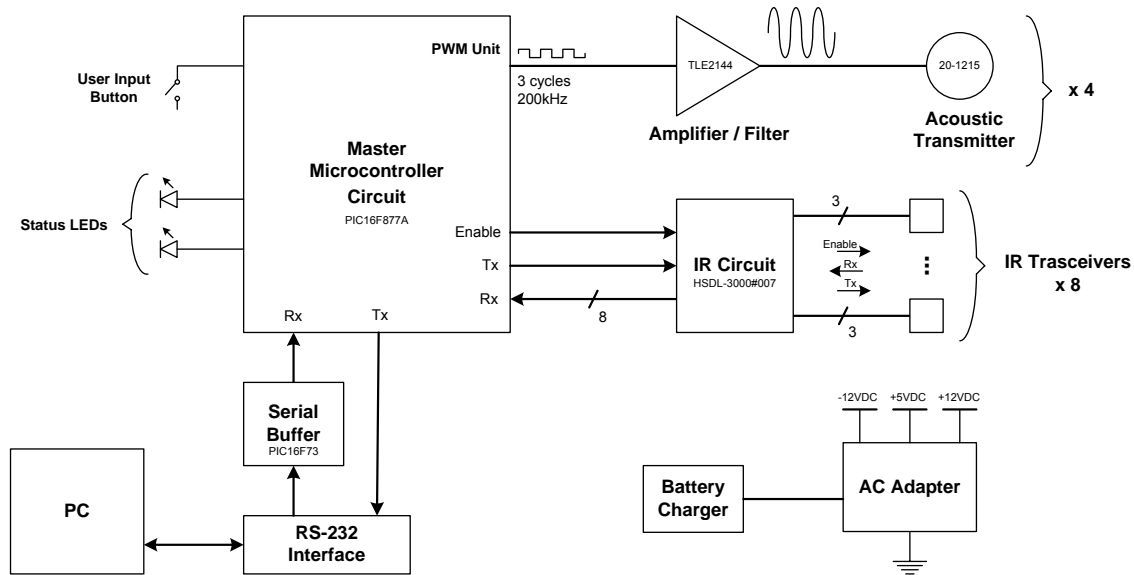 PWM Unit
3 cycles
200kHz
TLE2144
Amplifier / Filter
20-1215
Acoustic
Transmitter
x 4
User Input
Button
Master
Microcontroller
Circuit
PIC16F877A
Status LEDs
Enable
Tx
Rx
8
IR Circuit
HSDL-3000#007
3
Enable
Rx
Tx
3
IR Trasceivers
x 8
Rx
Tx
Serial
Buffer
PIC16F73
PC
RS-232
Interface
-12VDC
+5VDC
+12VDC
Battery
Charger
AC Adapter